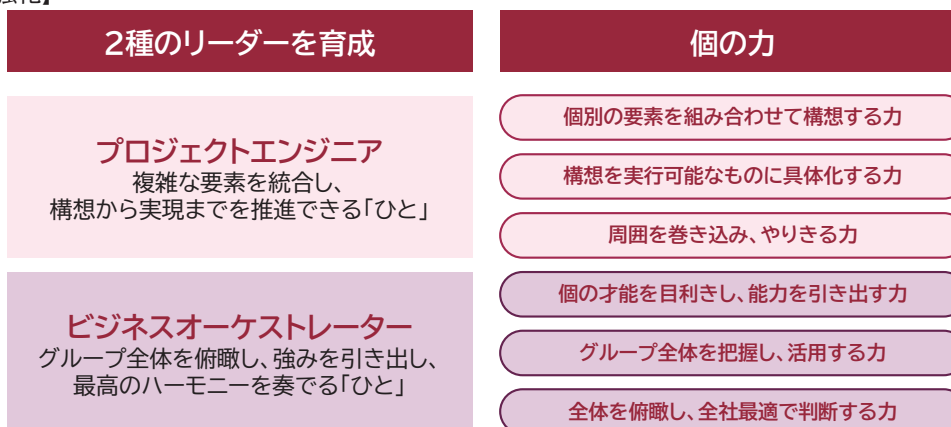 2種のリーダーを育成
プロジェクトエンジニア
複雑な要素を統合し、
構想から実現までを推進できる「ひと」
ビジネスオーケストレーター
グループ全体を俯瞰し、強みを引き出し、
最高のハーモニーを奏でる「ひと」
個の力
個別の要素を組み合わせて構想する力
構想を実行可能なものに具体化する力
周囲を巻き込み、やりきる力
個の才能を目利きし、能力を引き出す力
グループ全体を把握し、活用する力
全体を俯瞰し、全社最適で判断する力